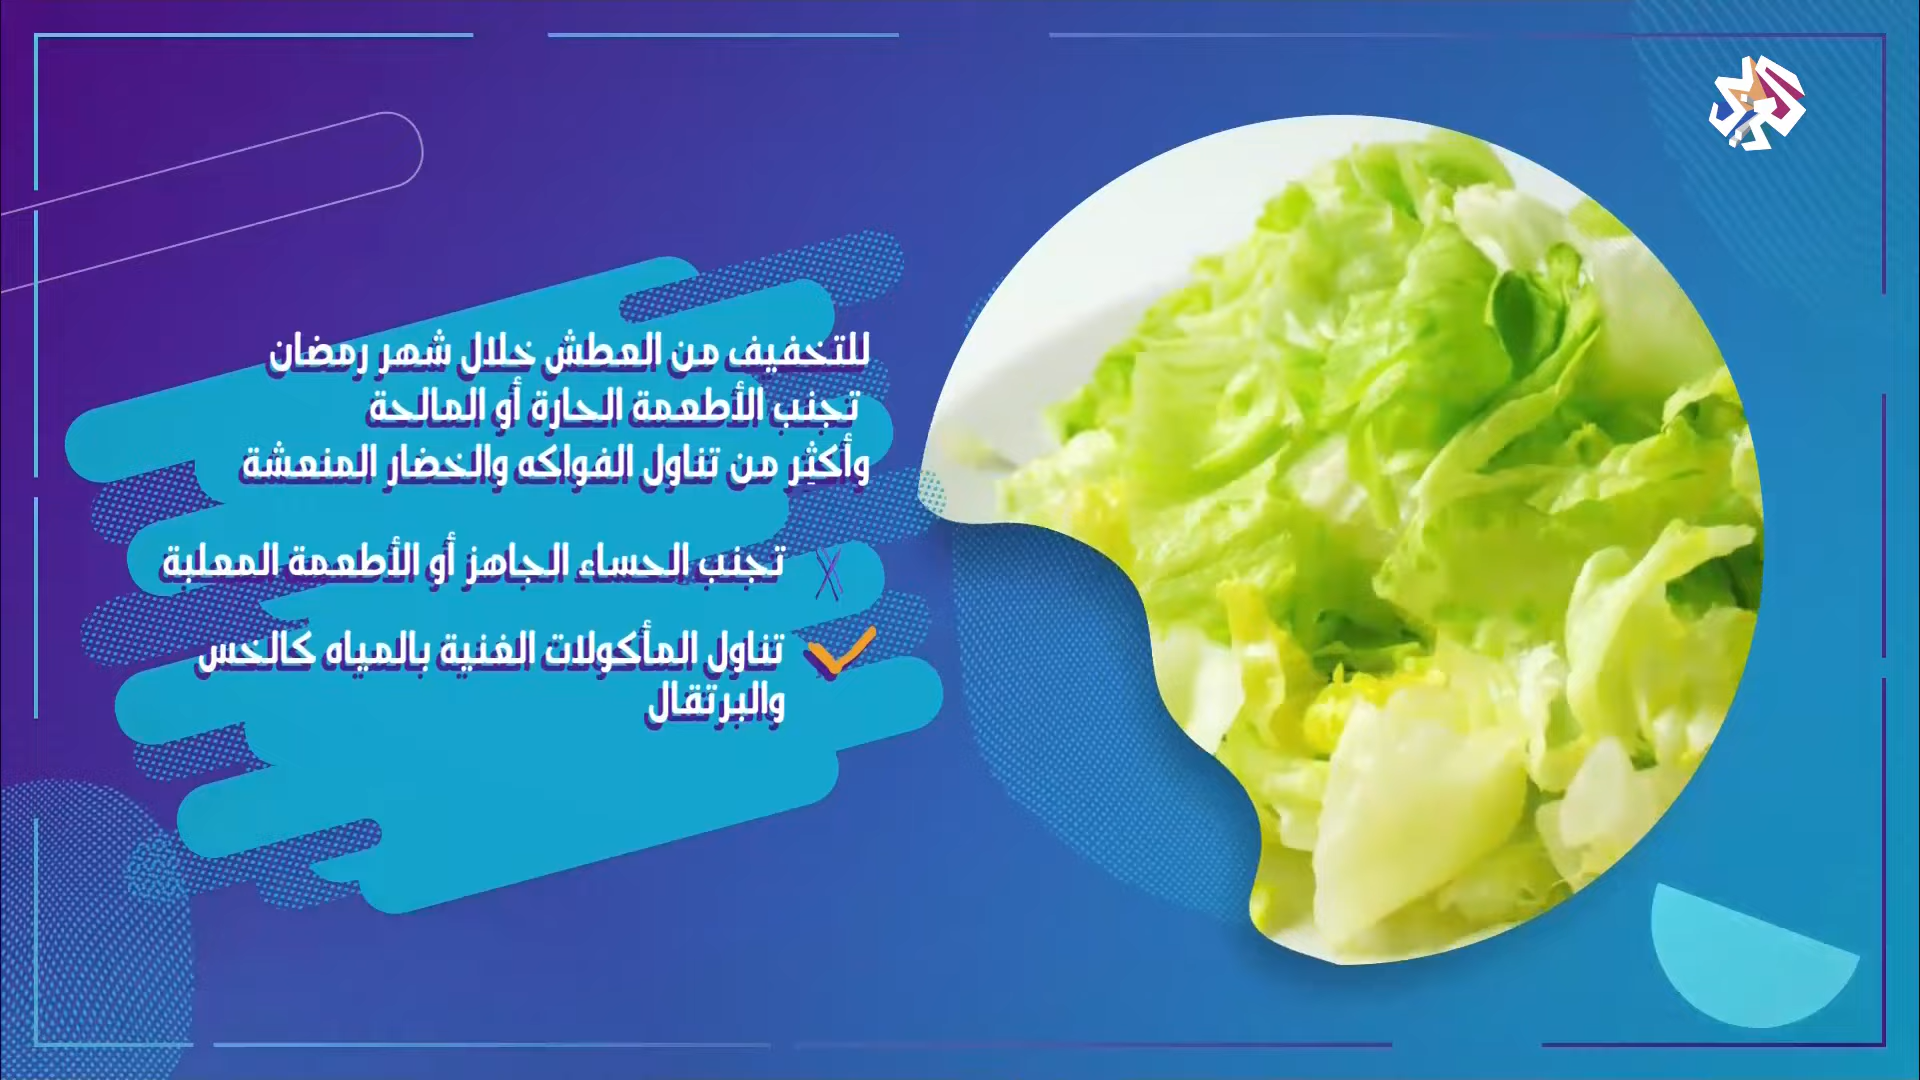 للتخفيف من العطش خلال شهر رمضان
تجنب الأطعمة الحارة أو المالحة
وأكثِر من تناول الفواكه والخضار المنعشة
تجنب الحساء الجاهز أو الأطعمة المعلبة
تناول المأكولات الغنية بالمياه كالخس
والبرتقال